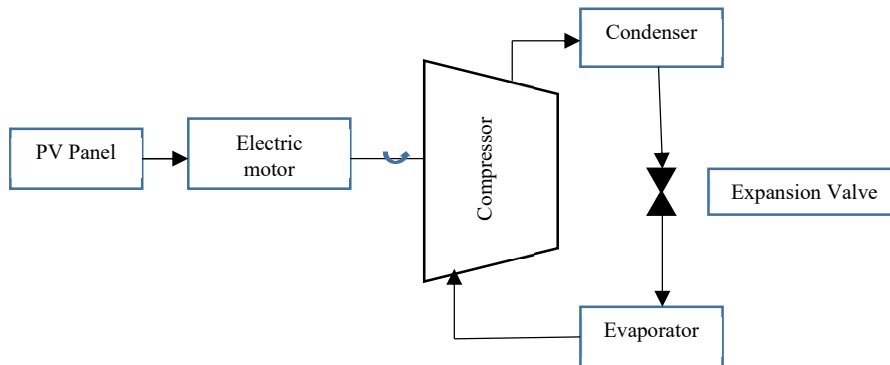 Condenser
PV Panel
Electric
motor
Compressor
Expansion Valve
Evaporator